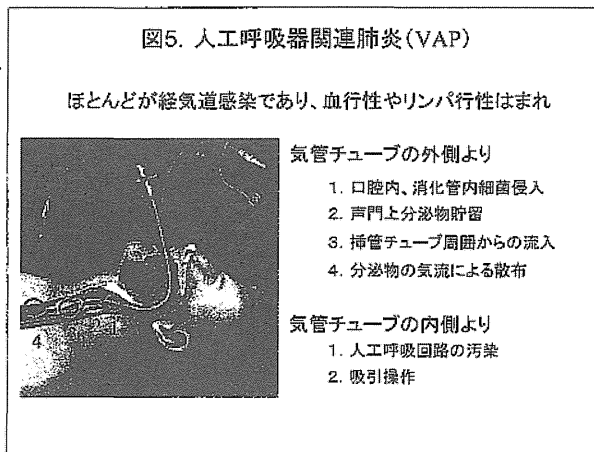 図5. 人工呼吸器関連肺炎(VAP)
ほとんどが経気道感染であり、血行性やリンパ行性はまれ
気管チューブの外側より
1. 口腔内、消化管内細菌侵入
2. 声門上分泌物貯留
3. 挿管チューブ周囲からの流入
4. 分泌物の気流による散布
気管チューブの内側より
1. 人工呼吸回路の汚染
2. 吸引操作
4